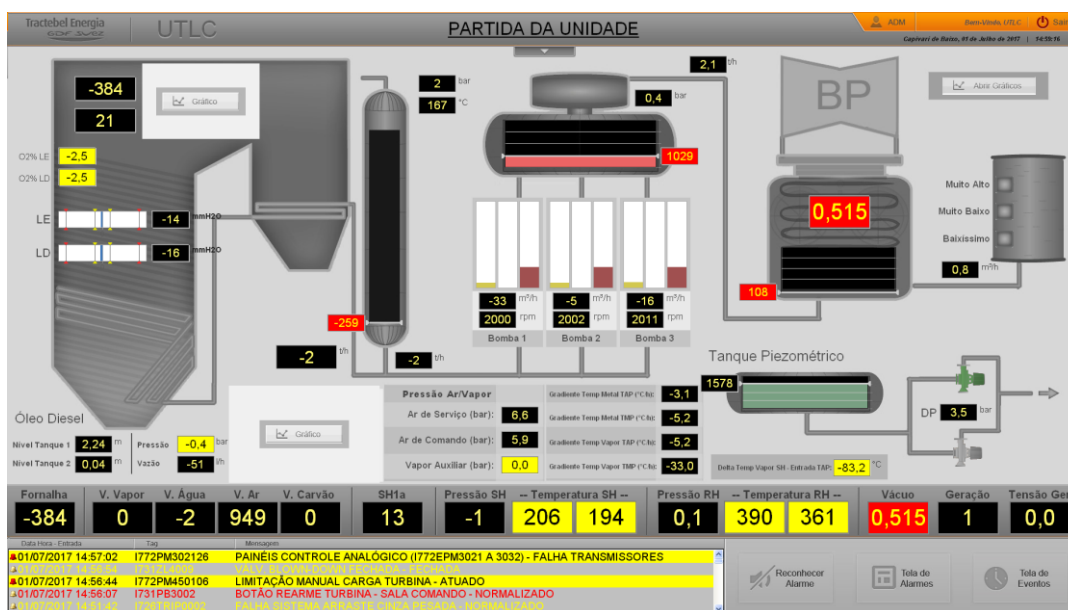 Tractebel Energia
GDF SUEZ
UTLC
PARTIDA DA UNIDADE
ADM
Bem-Vindo, UTLC
Sair
Capivari de Baixo, 01 de Julho de 2017 | 14:59:16
-384
21
Gráfico
O2% LE -2,5
O2% LD -2,5
LE -14 mmH2O
LD -16 mmH2O
2 bar
167 °C
-259
-2 t/h
-2 t/h
2,1 t/h
0,4 bar
1029
-33 m³/h
2000 rpm
Bomba 1
-5 m³/h
2002 rpm
Bomba 2
-16 m³/h
2011 rpm
Bomba 3
BP
0,515
108
Abrir Gráficos
Muito Alto
Muito Baixo
Baixissimo
0,8 m³/h
Tanque Piezométrico
1578
DP 3,5 bar
Delta Temp Vapor SH - Entrada TAP: -83,2 °C
Óleo Diesel
Nível Tanque 1 2,24 m
Nível Tanque 2 0,04 m
Pressão -0,4 bar
Vazão -51 l/h
Gráfico
Pressão Ar/Vapor
Ar de Serviço (bar): 6,6
Ar de Comando (bar): 5,9
Vapor Auxiliar (bar): 0,0
Gradiente Temp Metal TAP (°C/h): -3,1
Gradiente Temp Metal TMP (°C/h): -5,2
Gradiente Temp Vapor TAP (°C/h): -5,2
Gradiente Temp Vapor TMP (°C/h): -33,0
Fornalha V. Vapor V. Água V. Ar V. Carvão SH1a Pressão SH -- Temperatura SH -- Pressão RH -- Temperatura RH -- Vácuo Geração Tensão Ger
-384 0 -2 949 0 13 -1 206 194 0,1 390 361 0,515 1 0,0
Data Hora - Entrada Tag Mensagem
01/07/2017 14:57:02 I772PM302126 PAINÉIS CONTROLE ANALÓGICO (I772EPM3021 A 3032) - FALHA TRANSMISSORES
01/07/2017 14:56:54 I731ZL4009 VALV. BLOWN-DOWN FECHADA - FECHADA
01/07/2017 14:56:44 I772PM450106 LIMITAÇÃO MANUAL CARGA TURBINA - ATUADO
01/07/2017 14:56:07 I731PB3002 BOTÃO REARME TURBINA - SALA COMANDO - NORMALIZADO
01/07/2017 14:51:42 I726TRIP0002 FALHA SISTEMA ARRASTE CINZA PESADA - NORMALIZADO
Reconhecer Alarme
Tela de Alarmes
Tela de Eventos